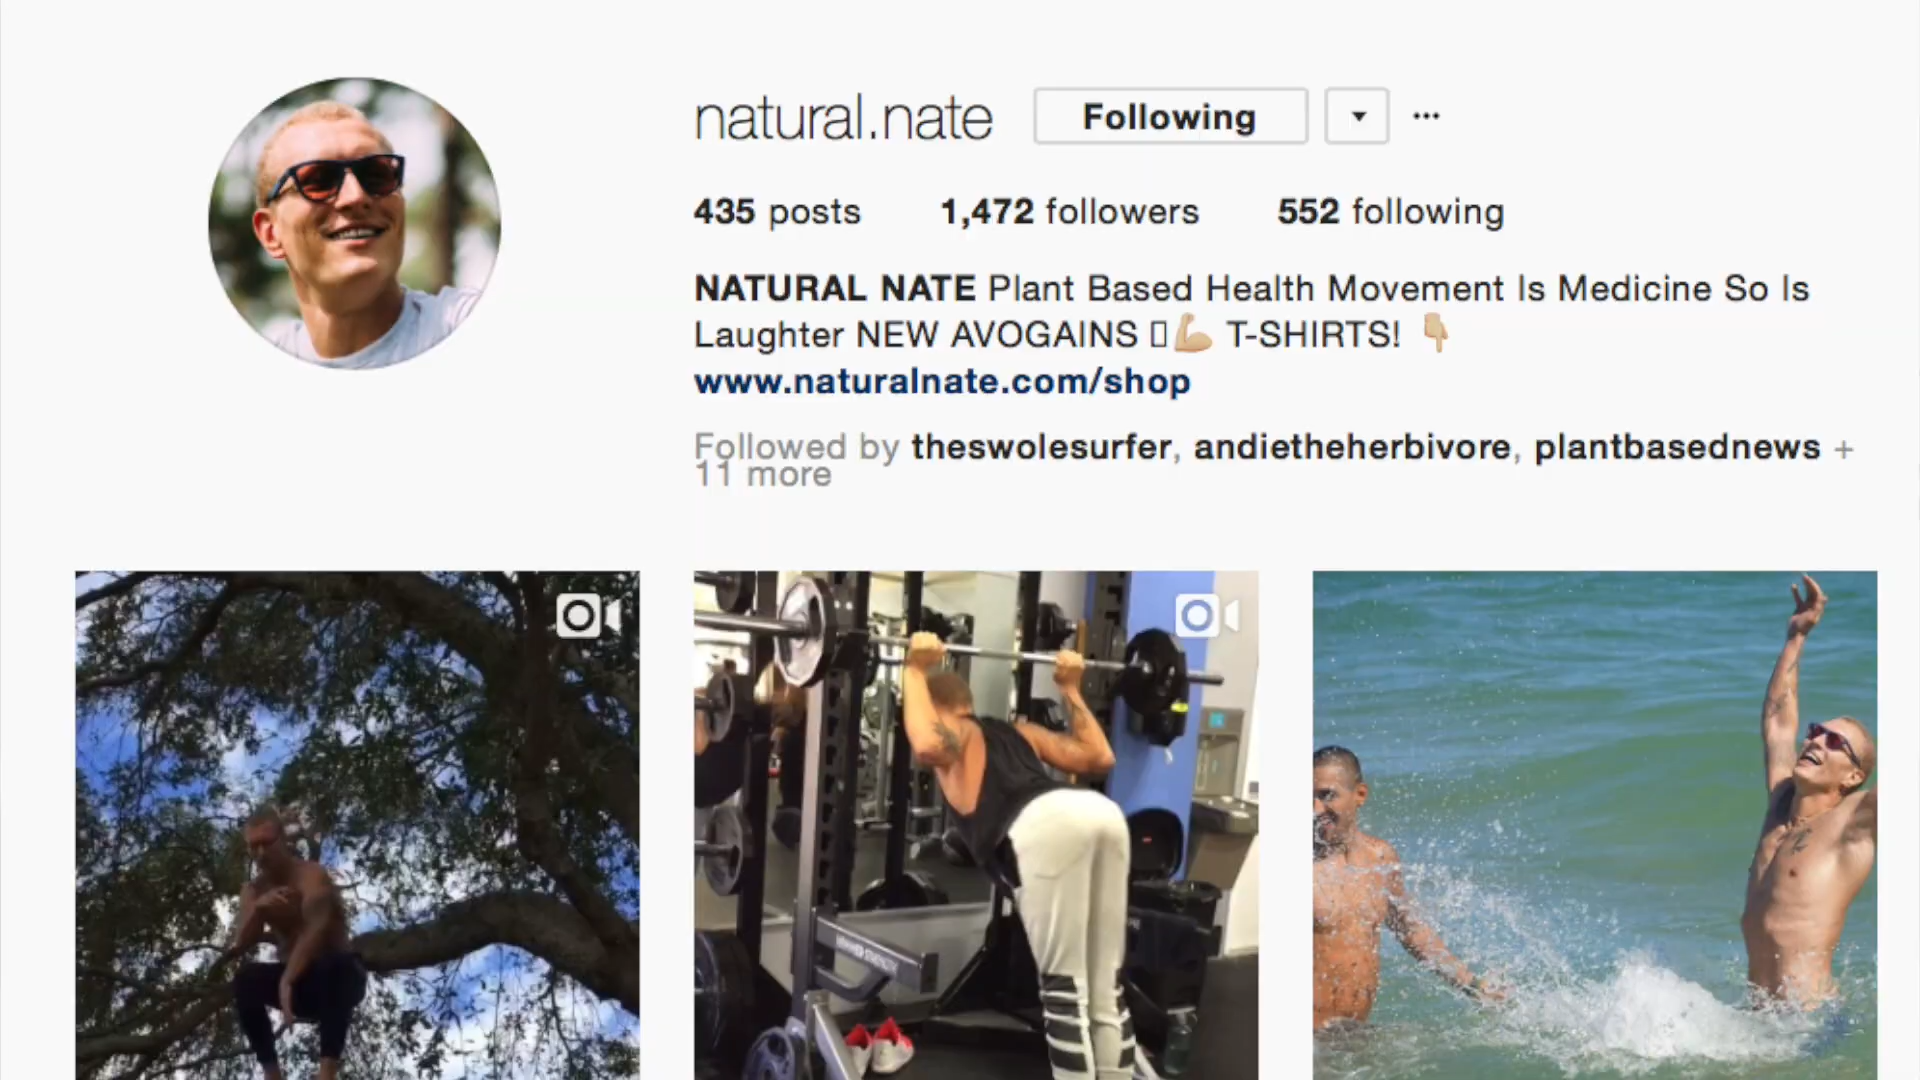 natural.nate Following ...
435 posts 1,472 followers 552 following
NATURAL NATE Plant Based Health Movement Is Medicine So Is
Laughter NEW AVOGAINS 💪🏼 T-SHIRTS! 👇🏼
www.naturalnate.com/shop
Followed by theswolesurfer, andietheherbivore, plantbasednews +
11 more